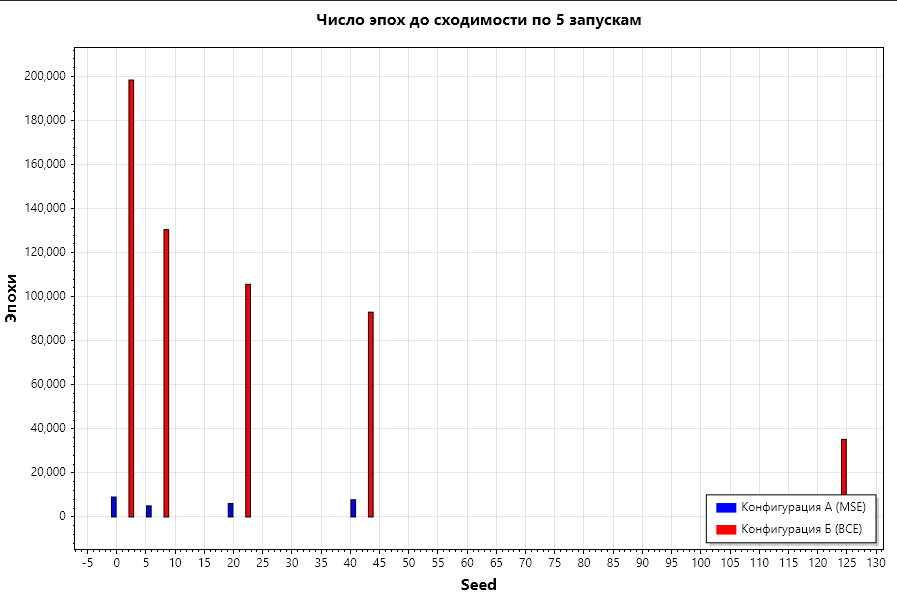 Число эпох до сходимости по 5 запускам
200,000
180,000
160,000
140,000
120,000
100,000
80,000
60,000
40,000
20,000
0
Эпохи
-5 0 5 10 15 20 25 30 35 40 45 50 55 60 65 70 75 80 85 90 95 100 105 110 115 120 125 130
Seed
Конфигурация А (MSE)
Конфигурация Б (BCE)